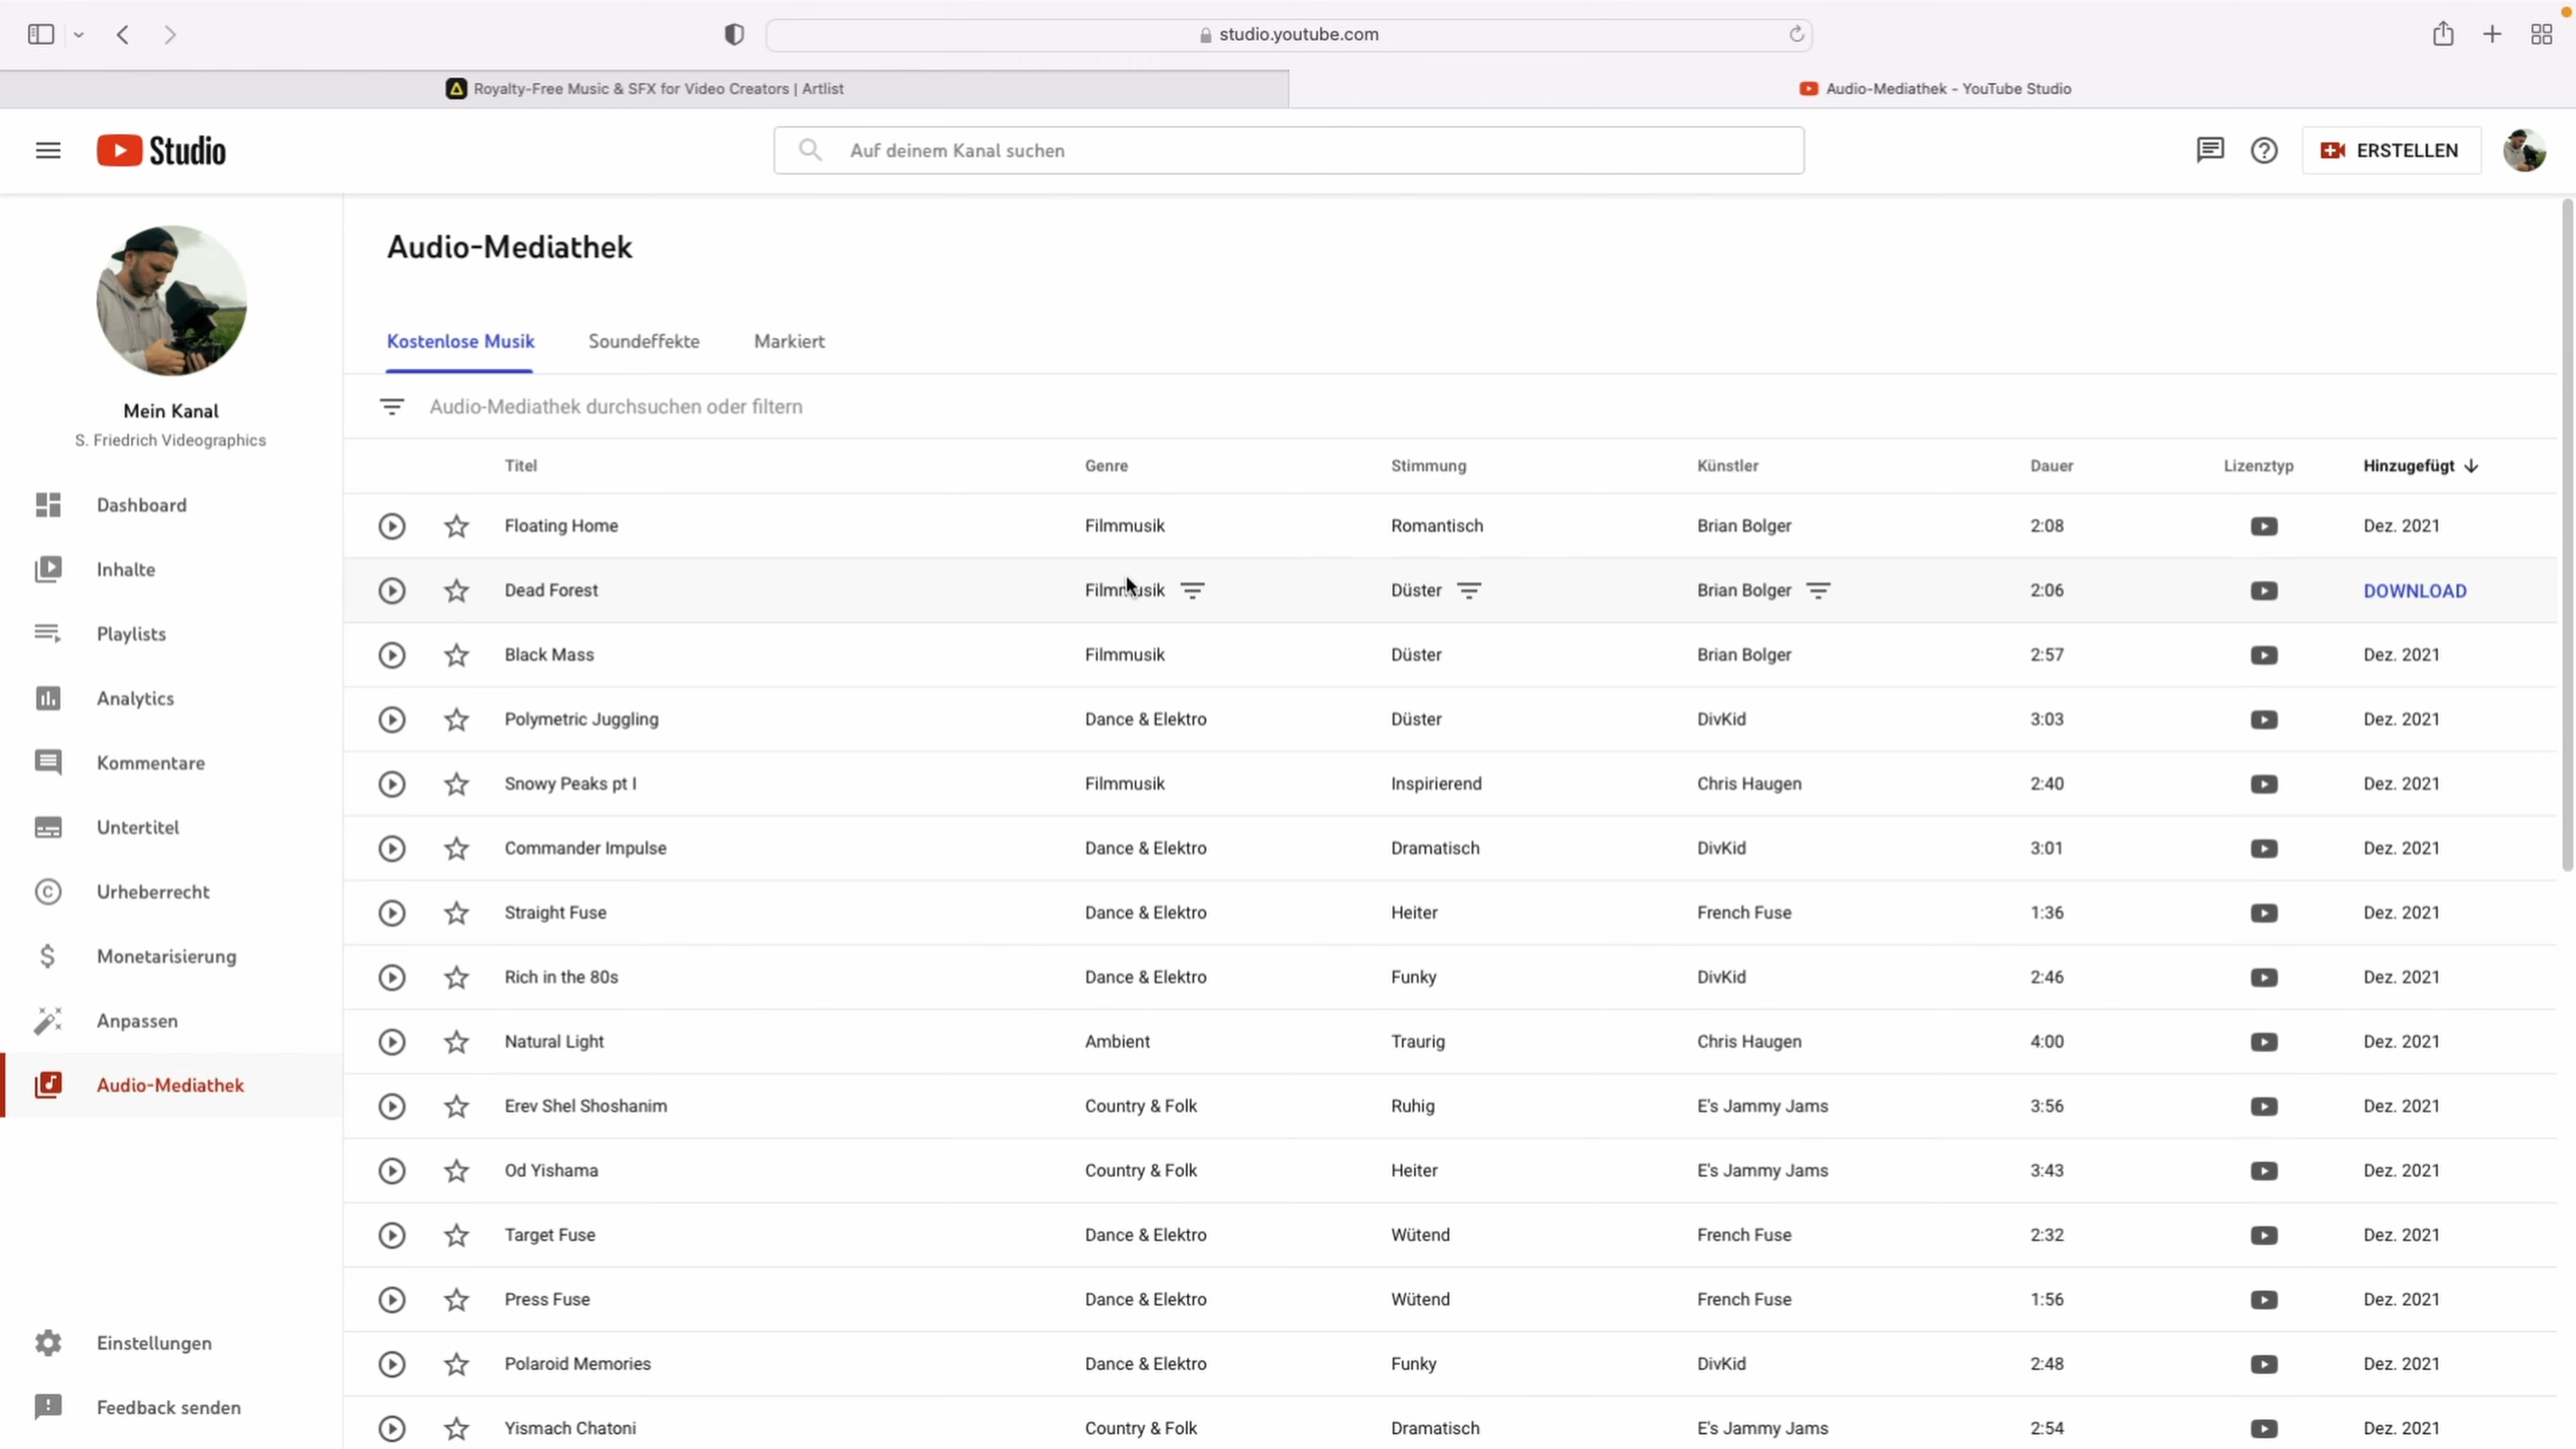 studio.youtube.com
Royalty-Free Music & SFX for Video Creators | Artlist
Audio-Mediathek - YouTube Studio
Studio
Auf deinem Kanal suchen
ERSTELLEN
Mein Kanal
S. Friedrich Videographics
Dashboard
Inhalte
Playlists
Analytics
Kommentare
Untertitel
Urheberrecht
Monetarisierung
Anpassen
Audio-Mediathek
Einstellungen
Feedback senden
Audio-Mediathek
Kostenlose Musik Soundeffekte Markiert
Audio-Mediathek durchsuchen oder filtern
Titel Genre Stimmung Künstler Dauer Lizenztyp Hinzugefügt
Floating Home Filmmusik Romantisch Brian Bolger 2:08 Dez. 2021
Dead Forest Filmmusik Düster Brian Bolger 2:06 DOWNLOAD
Black Mass Filmmusik Düster Brian Bolger 2:57 Dez. 2021
Polymetric Juggling Dance & Elektro Düster DivKid 3:03 Dez. 2021
Snowy Peaks pt I Filmmusik Inspirierend Chris Haugen 2:40 Dez. 2021
Commander Impulse Dance & Elektro Dramatisch DivKid 3:01 Dez. 2021
Straight Fuse Dance & Elektro Heiter French Fuse 1:36 Dez. 2021
Rich in the 80s Dance & Elektro Funky DivKid 2:46 Dez. 2021
Natural Light Ambient Traurig Chris Haugen 4:00 Dez. 2021
Erev Shel Shoshanim Country & Folk Ruhig E's Jammy Jams 3:56 Dez. 2021
Od Yishama Country & Folk Heiter E's Jammy Jams 3:43 Dez. 2021
Target Fuse Dance & Elektro Wütend French Fuse 2:32 Dez. 2021
Press Fuse Dance & Elektro Wütend French Fuse 1:56 Dez. 2021
Polaroid Memories Dance & Elektro Funky DivKid 2:48 Dez. 2021
Yismach Chatoni Country & Folk Dramatisch E's Jammy Jams 2:54 Dez. 2021